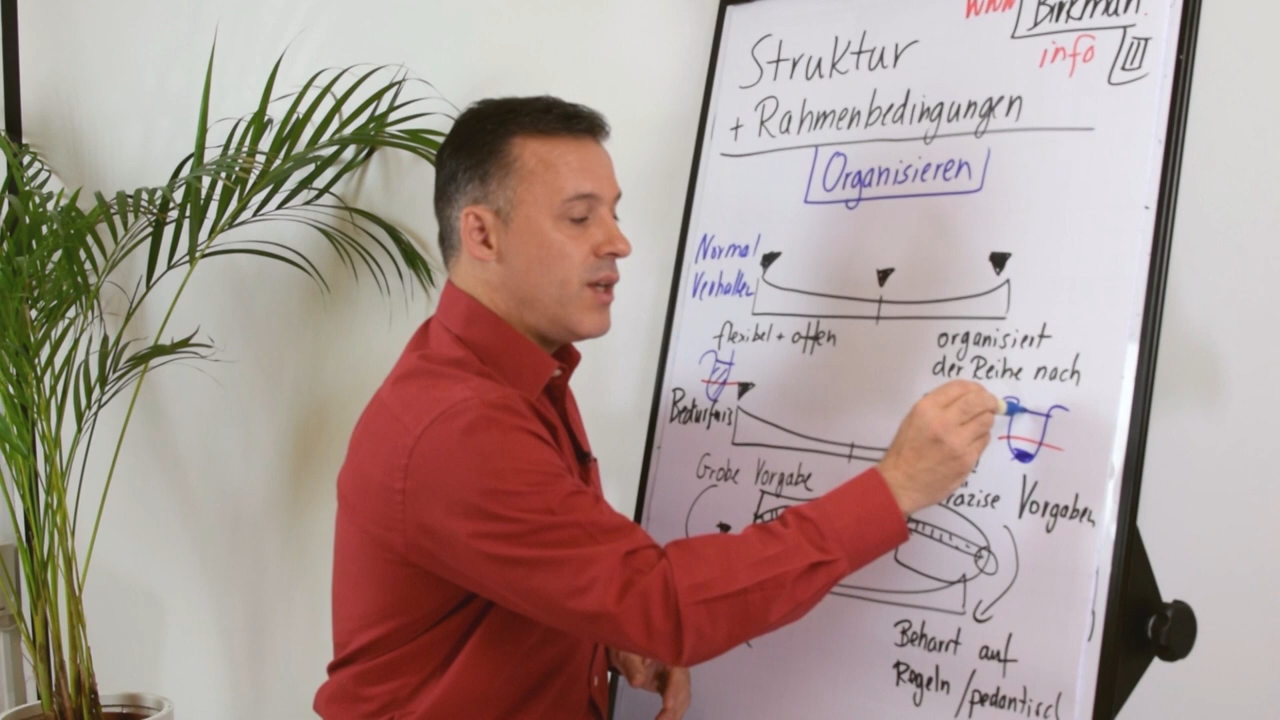 www Birkman.
info III
Struktur
+ Rahmenbedingungen
Organisieren
Normal
Verhalten
flexibel + offen
organisiert
der Reihe nach
Bedürfnis
Grobe Vorgabe
Vorgaben
Beharrt auf
Regeln / pedantisch